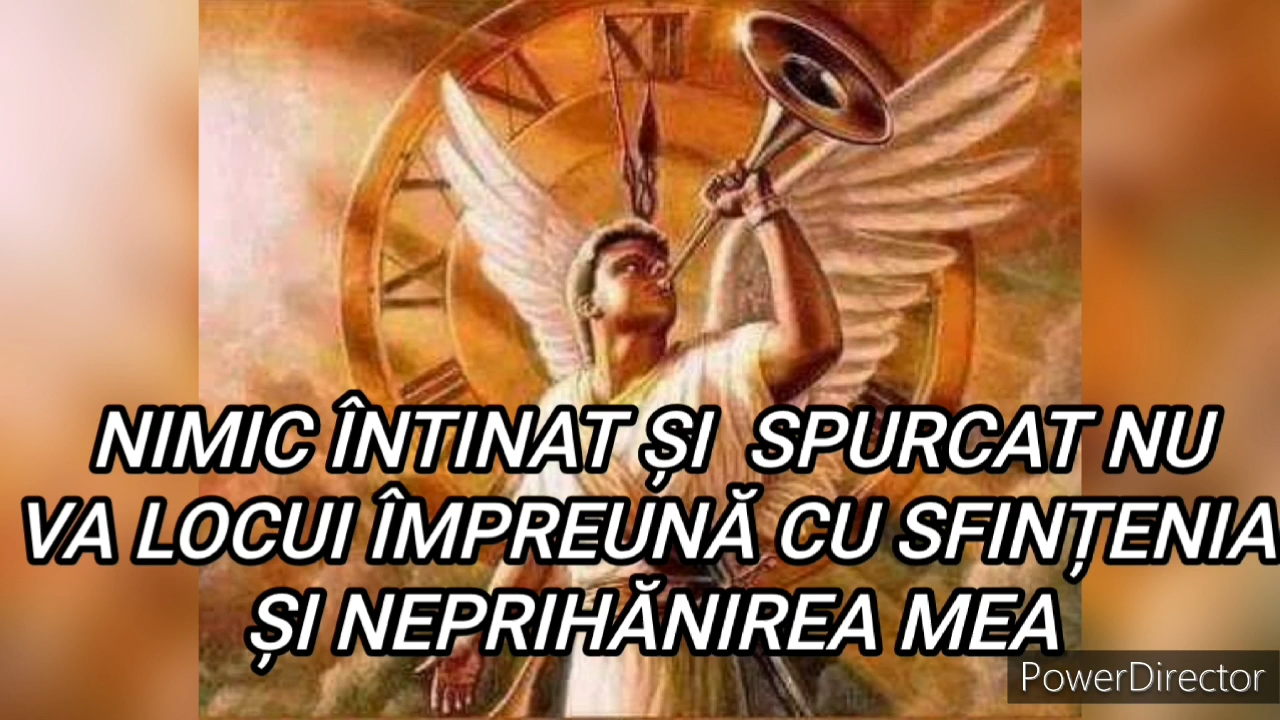 NIMIC ÎNTINAT ȘI SPURCAT NU
VA LOCUI ÎMPREUNĂ CU SFINȚENIA
ȘI NEPRIHĂNIREA MEA
PowerDirector